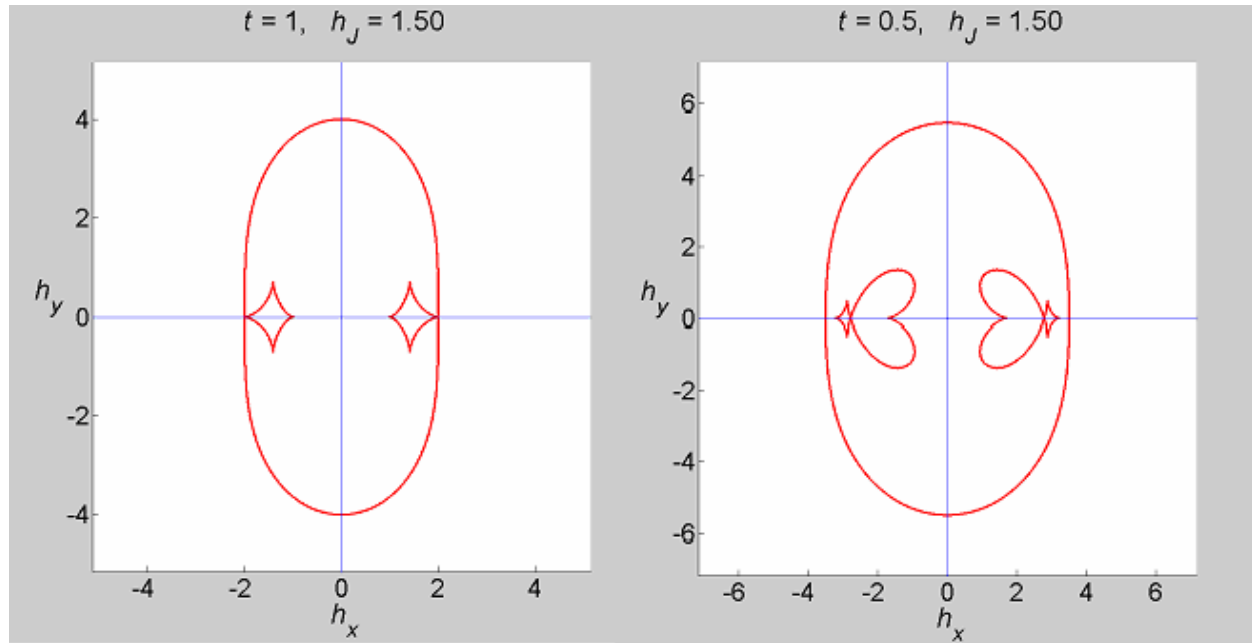 t = 1, h_J = 1.50
4
2
h_y
0
-2
-4
-4 -2 0 2 4
h_x
t = 0.5, h_J = 1.50
6
4
2
h_y
0
-2
-4
-6
-6 -4 -2 0 2 4 6
h_x